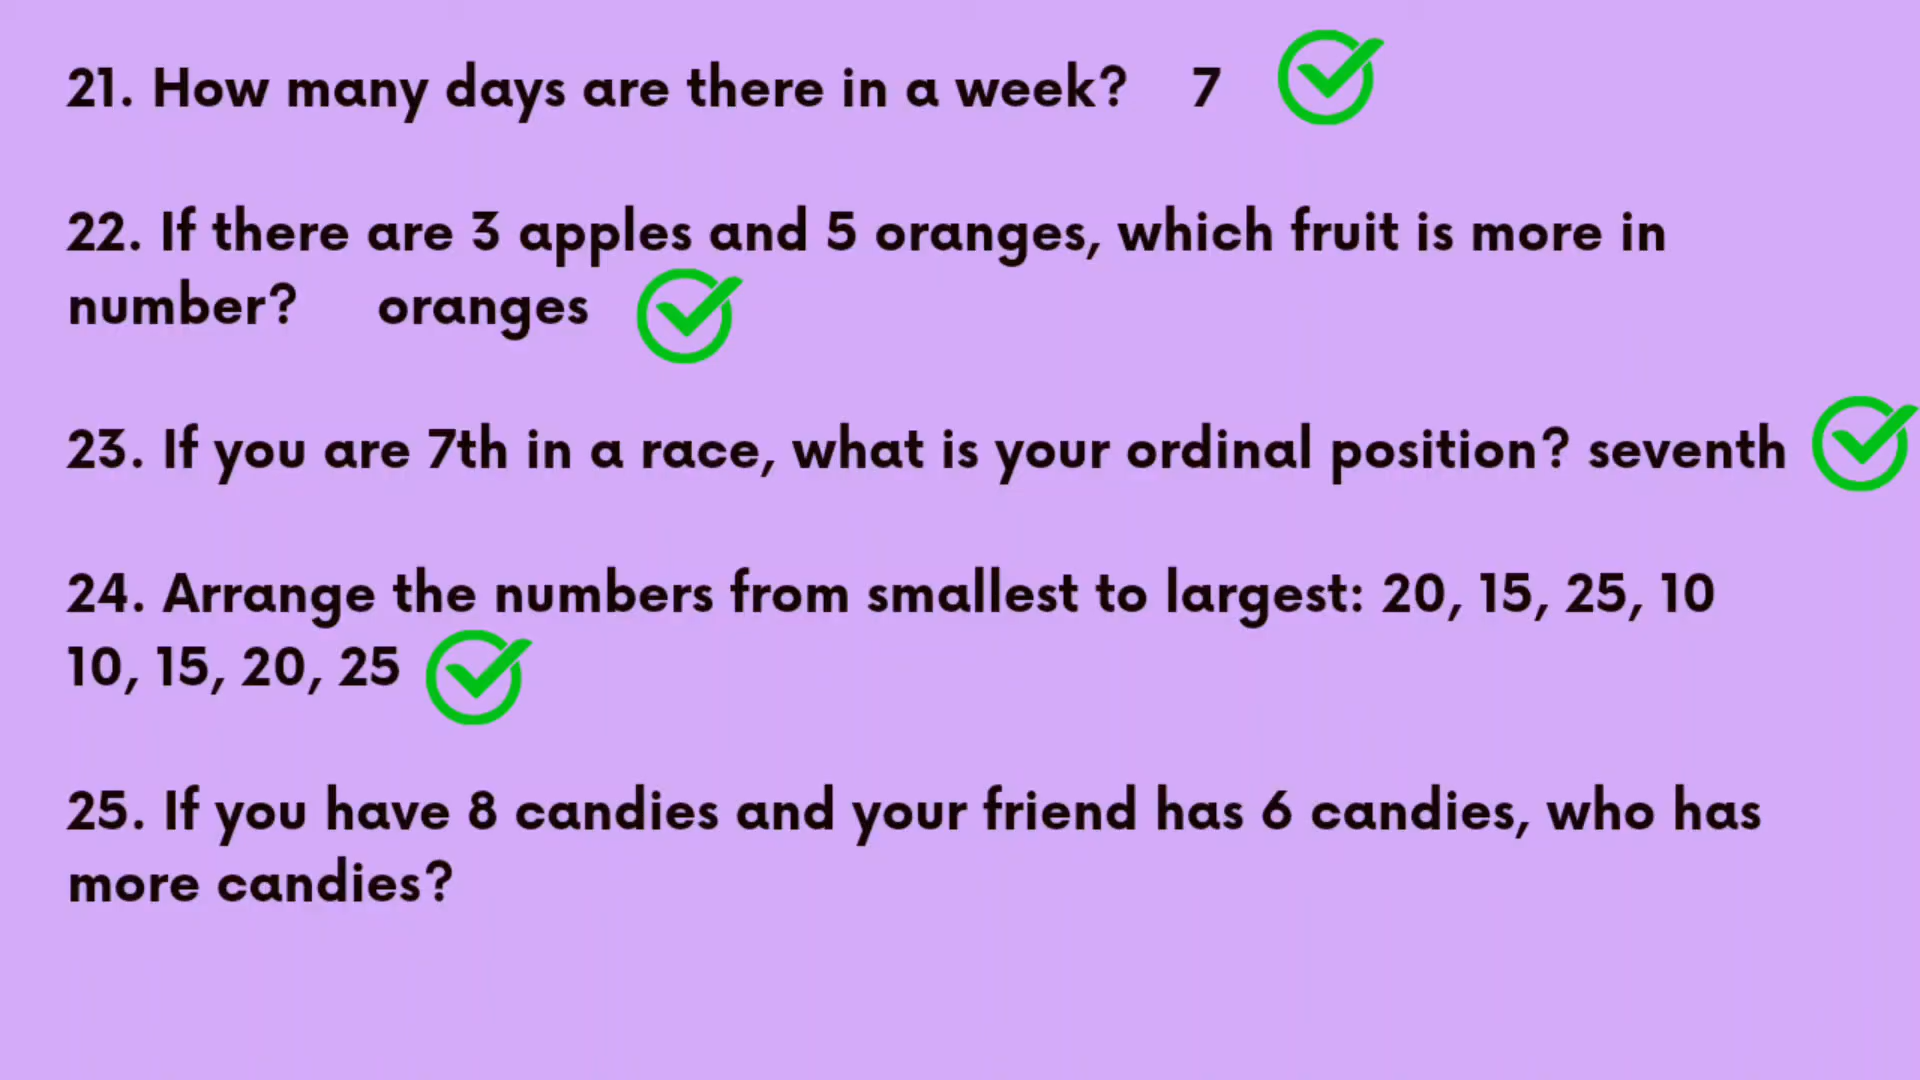 21. How many days are there in a week? 7
22. If there are 3 apples and 5 oranges, which fruit is more in
number? oranges
23. If you are 7th in a race, what is your ordinal position? seventh
24. Arrange the numbers from smallest to largest: 20, 15, 25, 10
10, 15, 20, 25
25. If you have 8 candies and your friend has 6 candies, who has
more candies?